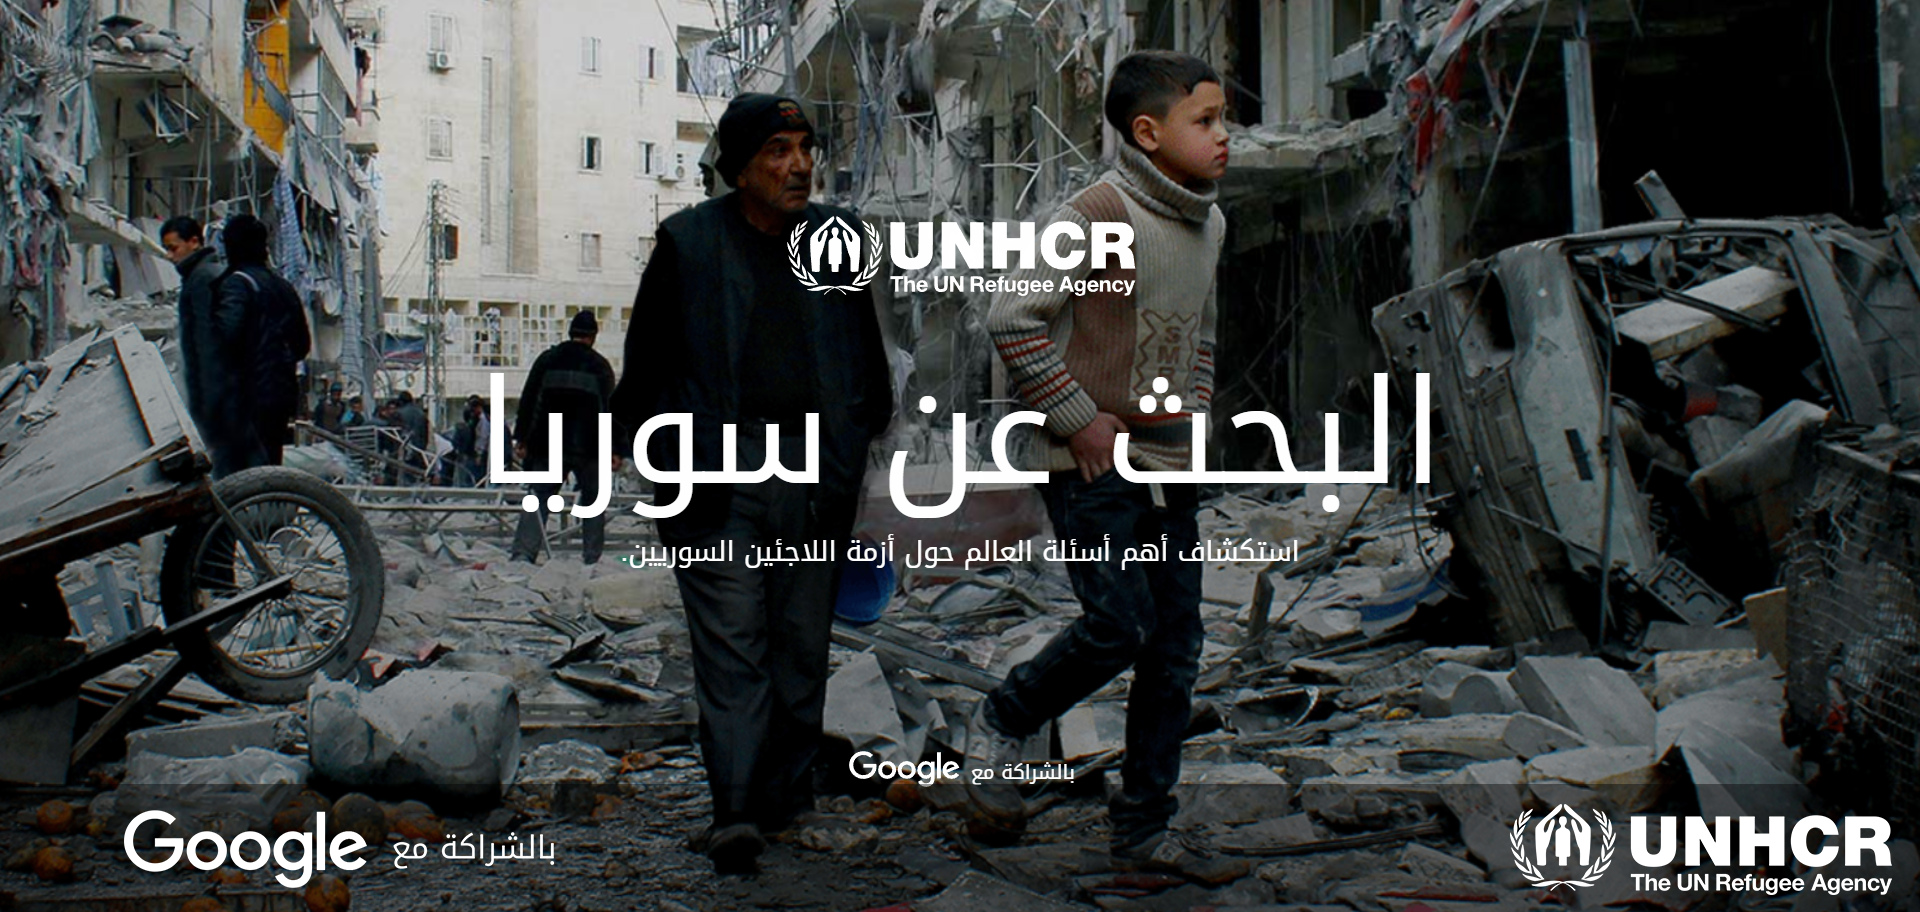 UNHCR
The UN Refugee Agency
البحث عن سوريا
استكشاف أهم أسئلة العالم حول أزمة اللاجئين السوريين.
بالشراكة مع Google
بالشراكة مع Google
UNHCR
The UN Refugee Agency